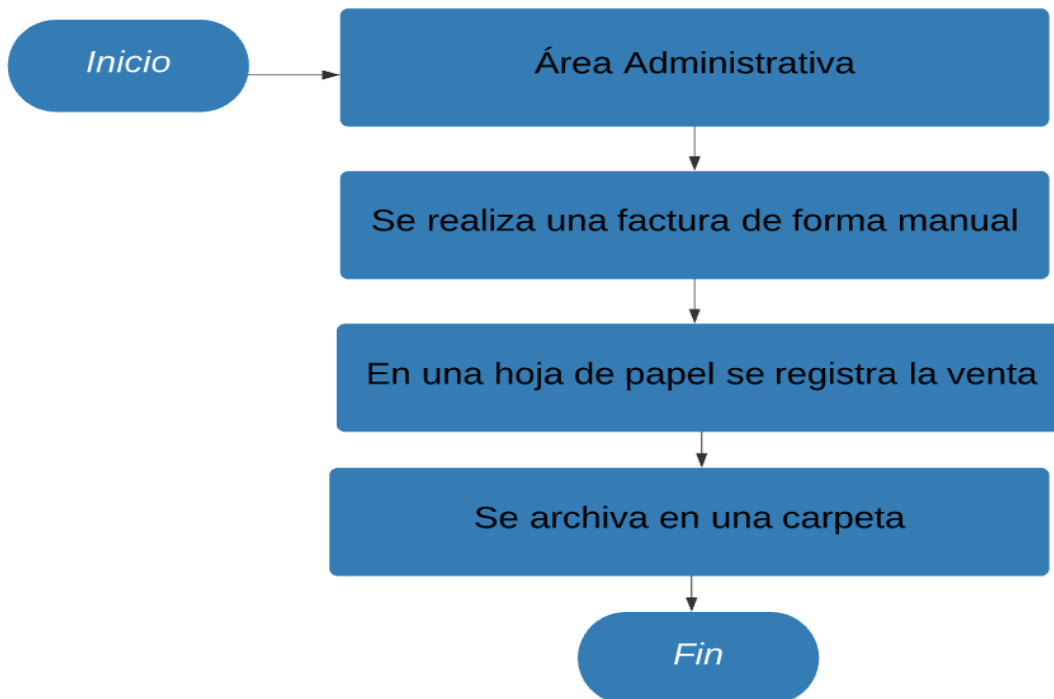 Inicio
Área Administrativa
Se realiza una factura de forma manual
En una hoja de papel se registra la venta
Se archiva en una carpeta
Fin